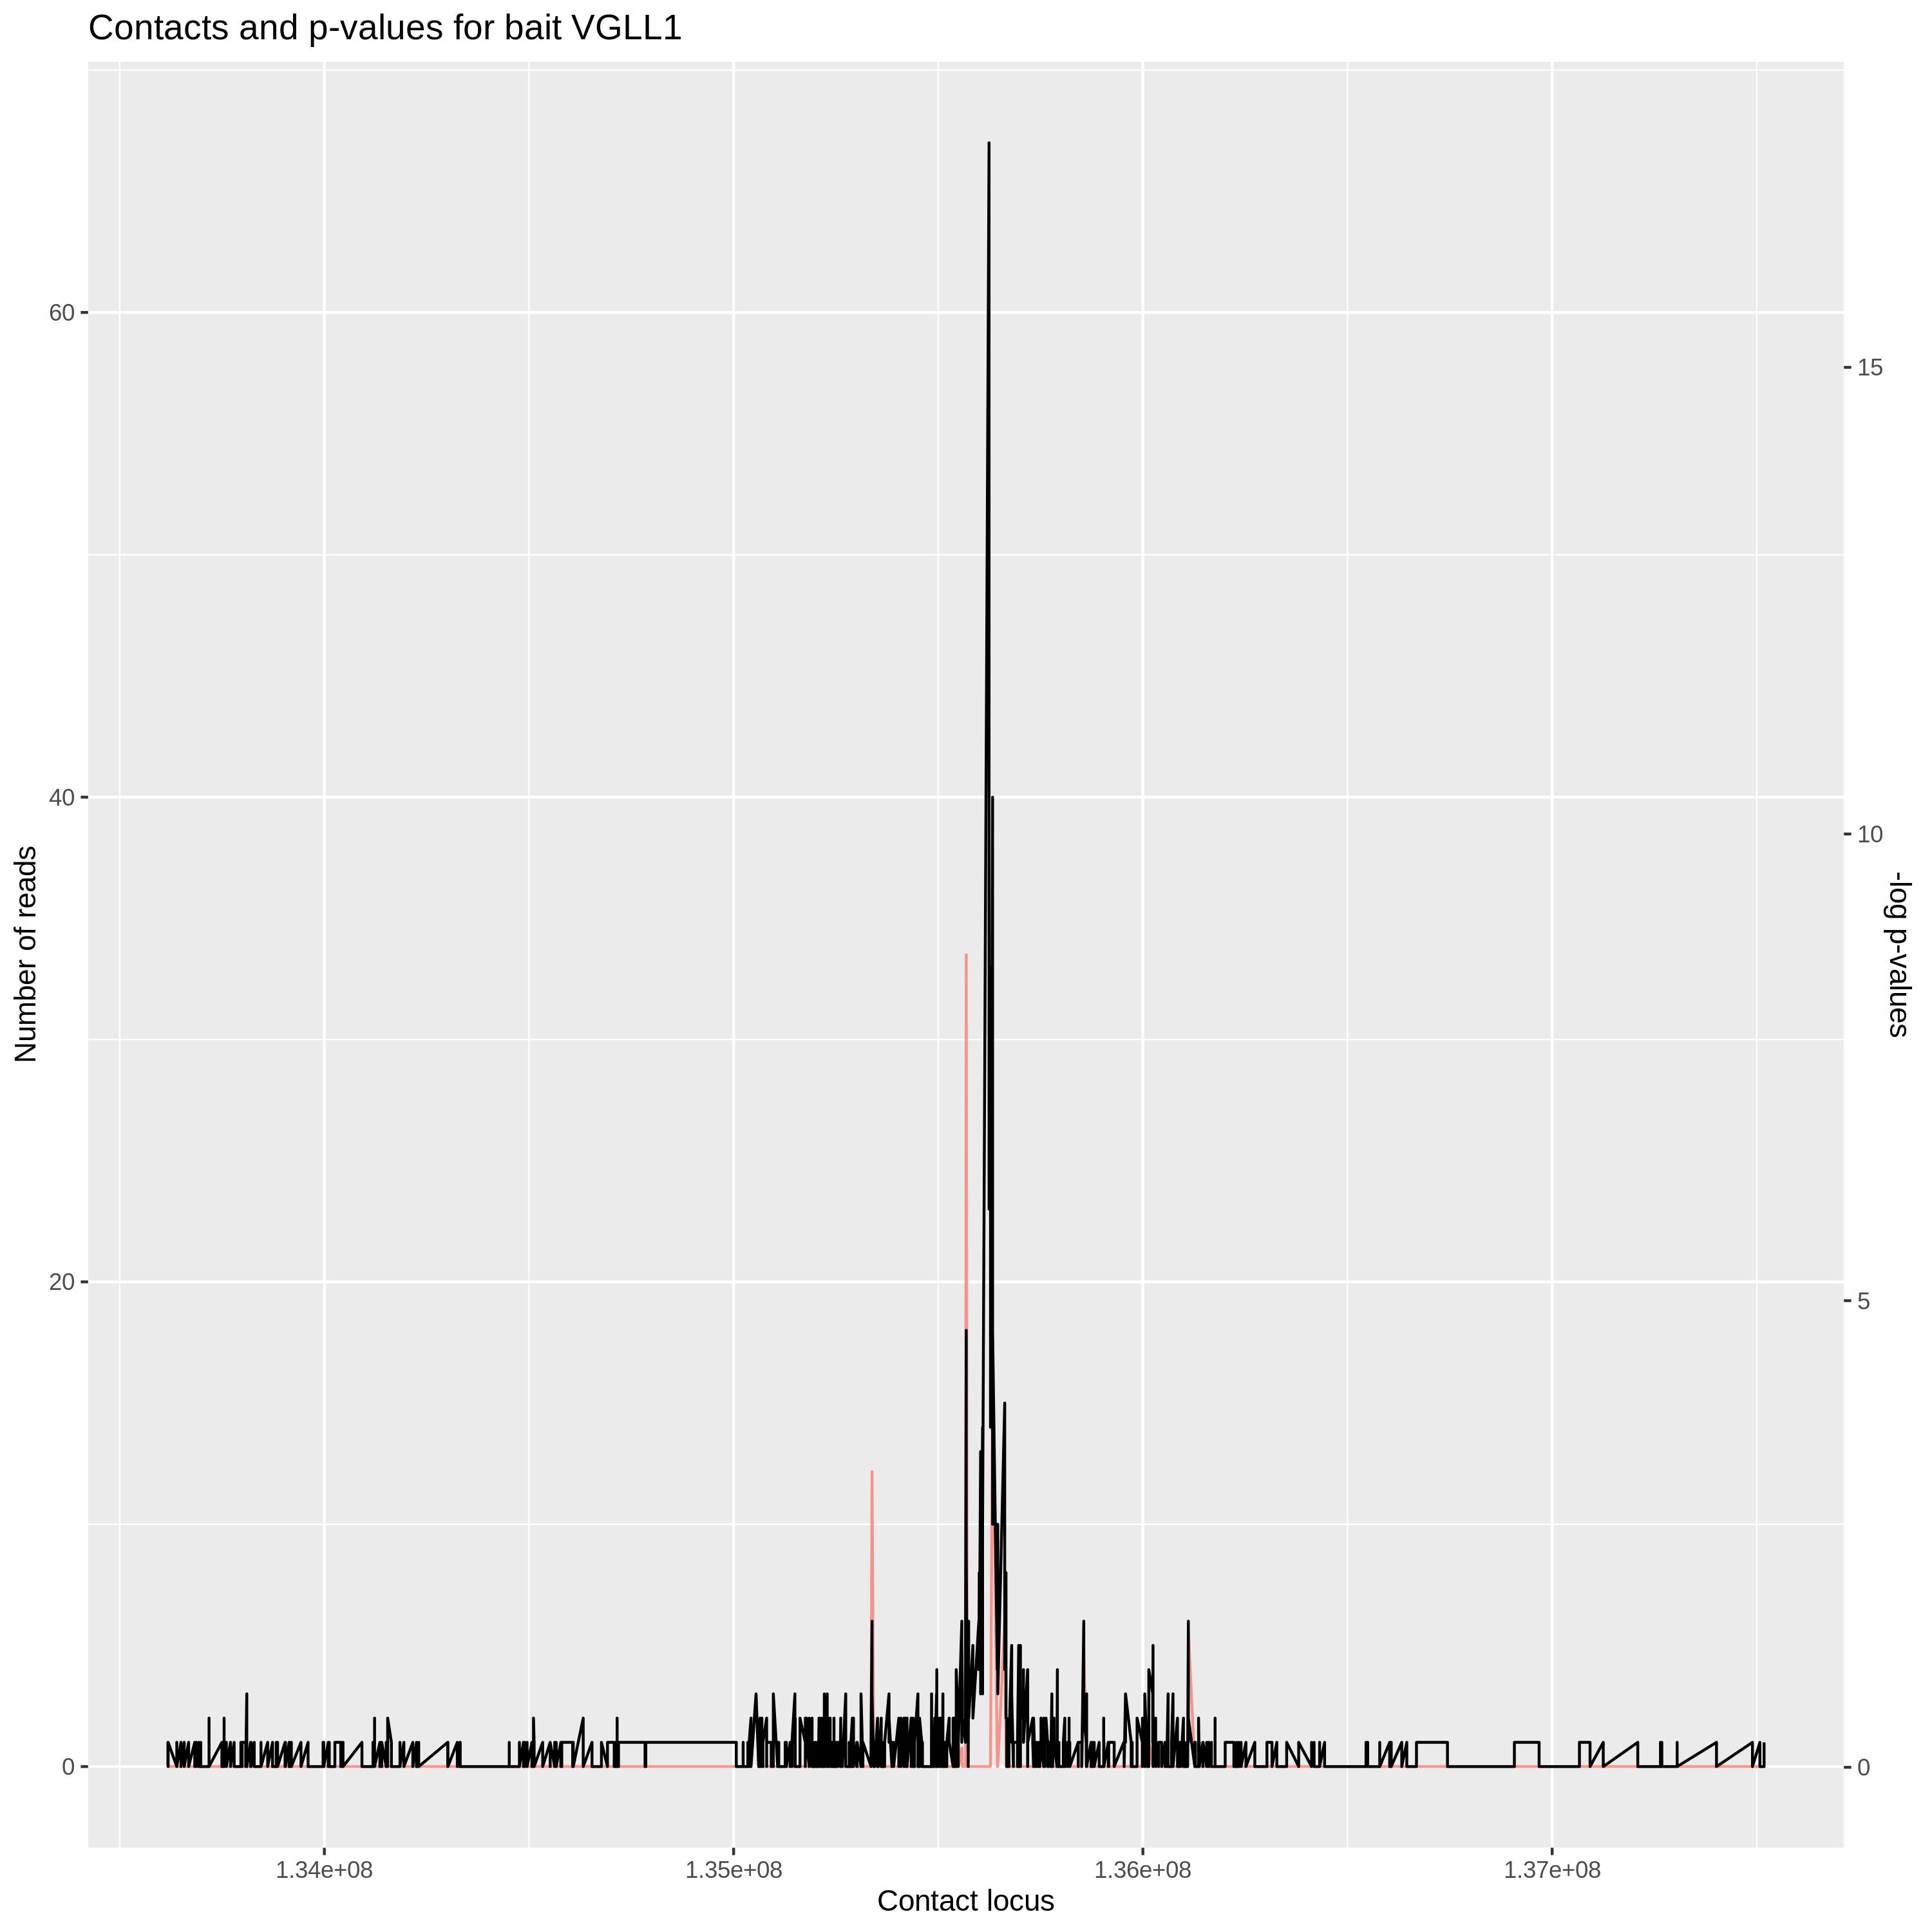 Contacts and p-values for bait VGLL1
60
40
20
0
15
10
5
0
Number of reads
-log p-values
1.34e+08
1.35e+08
1.36e+08
1.37e+08
Contact locus